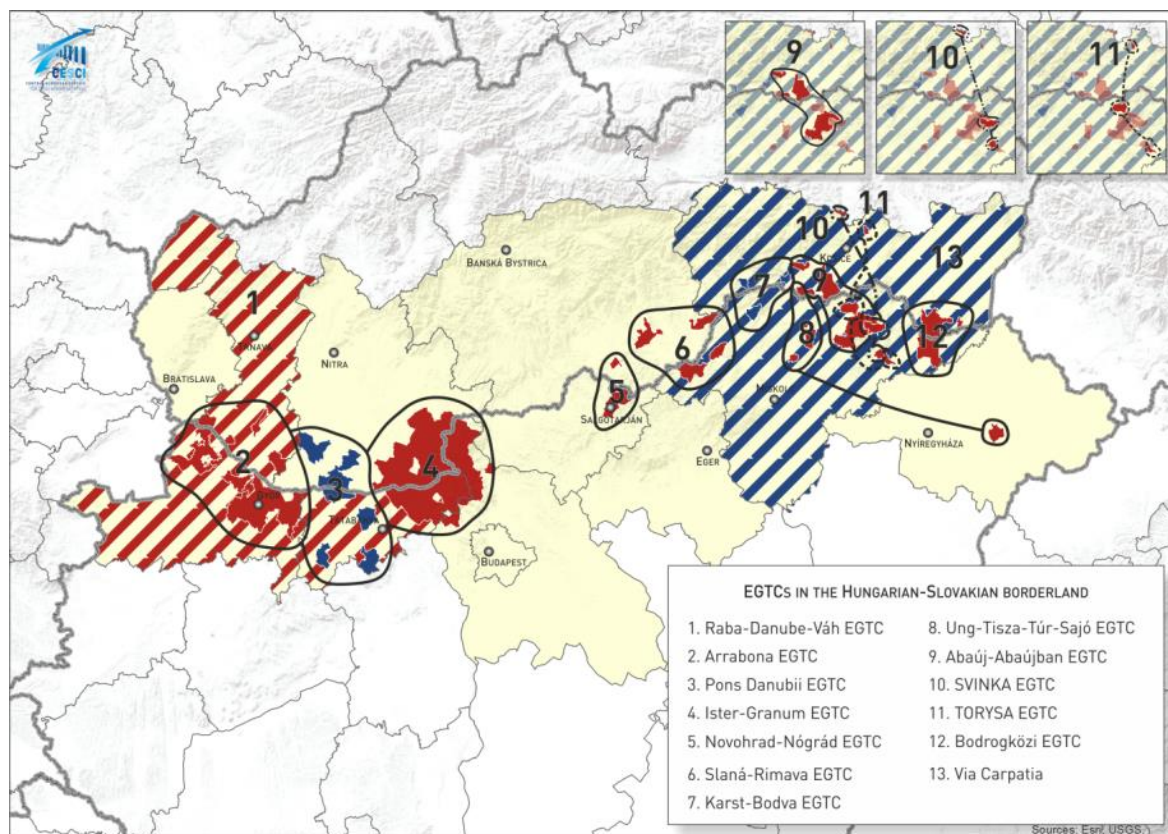 CESCI
9
10
11
11
10
13
BANSKÁ BYSTRICA
1
7
9
TRNAVA
NITRA
8
12
6
BRATISLAVA
5
SALGÓTARJÁN
2
4
NYÍREGYHÁZA
EGER
3
GYŐR
BUDAPEST
EGTCS IN THE HUNGARIAN-SLOVAKIAN BORDERLAND
1. Raba-Danube-Váh EGTC
2. Arrabona EGTC
3. Pons Danubii EGTC
4. Ister-Granum EGTC
5. Novohrad-Nógrád EGTC
6. Slaná-Rimava EGTC
7. Karst-Bodva EGTC
8. Ung-Tisza-Túr-Sajó EGTC
9. Abaúj-Abaújban EGTC
10. SVINKA EGTC
11. TORYSA EGTC
12. Bodrogközi EGTC
13. Via Carpatia
Sources: Esri, USGS